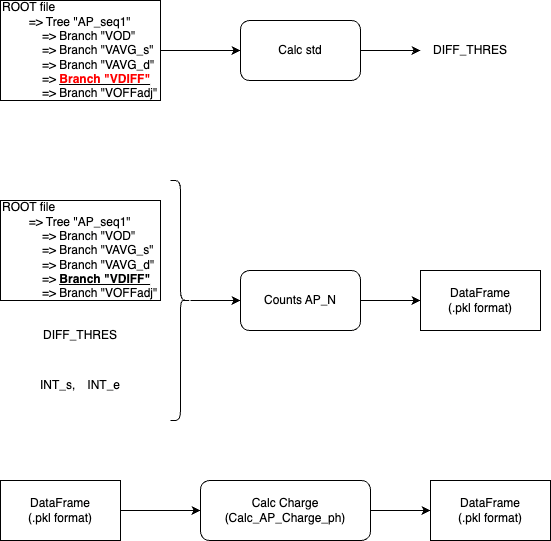 ROOT file
=> Tree "AP_seq1"
=> Branch "VOD"
=> Branch "VAVG_s"
=> Branch "VAVG_d"
=> Branch "VDIFF"
=> Branch "VOFFadj"
Calc std
DIFF_THRES
ROOT file
=> Tree "AP_seq1"
=> Branch "VOD"
=> Branch "VAVG_s"
=> Branch "VAVG_d"
=> Branch "VDIFF"
=> Branch "VOFFadj"
DIFF_THRES
INT_s, INT_e
Counts AP_N
DataFrame
(.pkl format)
DataFrame
(.pkl format)
Calc Charge
(Calc_AP_Charge_ph)
DataFrame
(.pkl format)